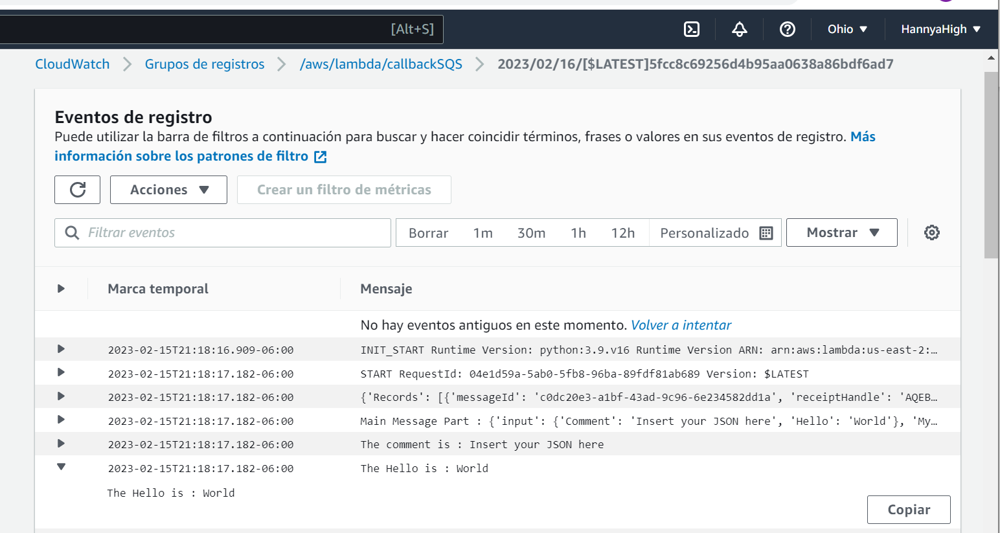 [Alt+S]
Ohio
HannyaHigh
CloudWatch
Grupos de registros
/aws/lambda/callbackSQS
2023/02/16/[$LATEST]5fcc8c69256d4b95aa0638a86bdf6ad7
Eventos de registro
Puede utilizar la barra de filtros a continuación para buscar y hacer coincidir términos, frases o valores en sus eventos de registro. Más
información sobre los patrones de filtro
Acciones
Crear un filtro de métricas
Filtrar eventos
Borrar 1m 30m 1h 12h Personalizado
Mostrar
Marca temporal Mensaje
No hay eventos antiguos en este momento. Volver a intentar
2023-02-15T21:18:16.909-06:00 INIT_START Runtime Version: python:3.9.v16 Runtime Version ARN: arn:aws:lambda:us-east-2:…
2023-02-15T21:18:17.182-06:00 START RequestId: 04e1d59a-5ab0-5fb8-96ba-89fdf81ab689 Version: $LATEST
2023-02-15T21:18:17.182-06:00 {'Records': [{'messageId': 'c0dc20e3-a1bf-43ad-9c96-6e234582dd1a', 'receiptHandle': 'AQEB…
2023-02-15T21:18:17.182-06:00 Main Message Part : {'input': {'Comment': 'Insert your JSON here', 'Hello': 'World'}, 'My…
2023-02-15T21:18:17.182-06:00 The comment is : Insert your JSON here
2023-02-15T21:18:17.182-06:00 The Hello is : World
The Hello is : World
Copiar